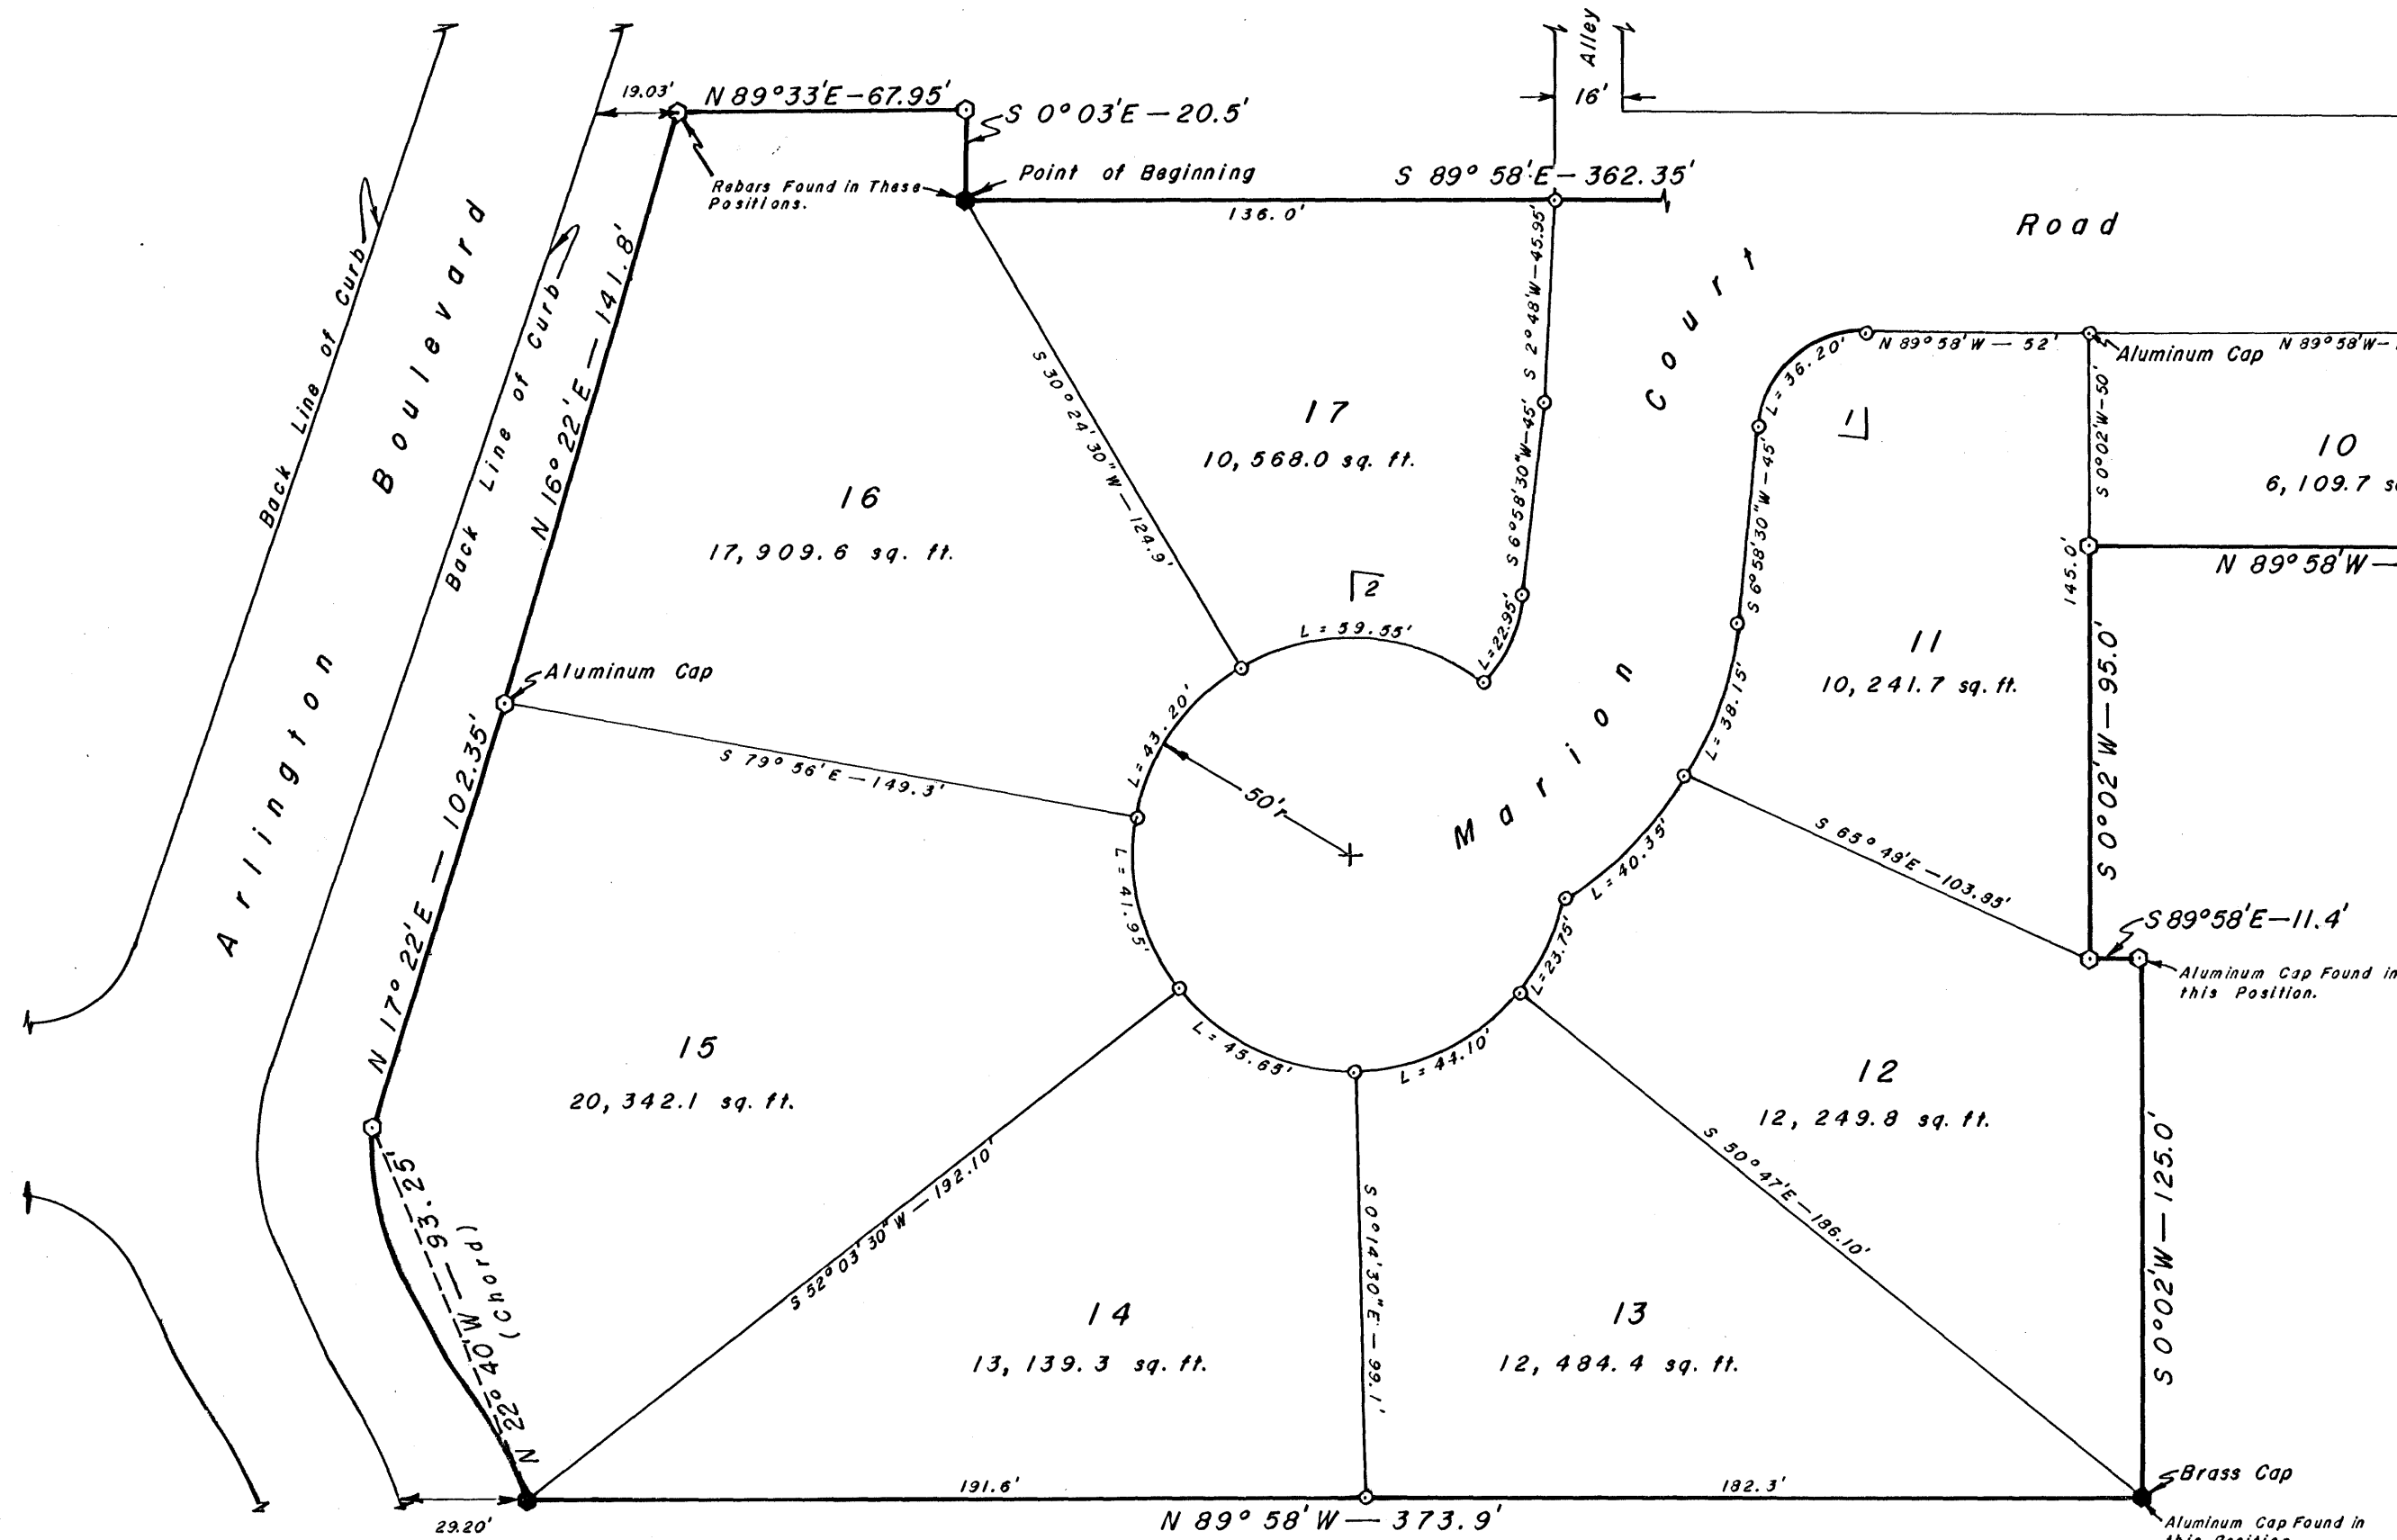 Alley
16'
19.03'
N 89°33'E—67.95'
S 0°03'E—20.5'
Rebars Found in These
Positions.
Point of Beginning
S 89°58'E—362.35'
136.0'
Road
Back Line of Curb
Back Line of Curb
Arlington Boulevard
N 16°22'E—141.8'
S 30°24'30"W—124.9'
S 2°48'W—45.95'
S 6°58'30"W—45'
Marion Court
L=36.20'
N 89°58'W—52'
Aluminum Cap
N 89°58'W—
S 0°02'W—50'
17
10,568.0 sq. ft.
1
10
6,109.7
16
17,909.6 sq. ft.
S 6°58'30"W—45'
145.0'
N 89°58'W—
2
L=59.55'
L=22.95'
11
10,241.7 sq. ft.
S 0°02'W—95.0'
Aluminum Cap
L=43.20'
L=38.15'
S 79°56'E—149.3'
50'r
N 17°22'E—102.35'
L=41.95'
L=40.35'
S 65°49'E—103.95'
L=23.75'
S 89°58'E—11.4'
Aluminum Cap Found in
this Position.
15
20,342.1 sq. ft.
L=45.65'
L=44.10'
12
12,249.8 sq. ft.
S 52°03'30"W—192.10'
S 50°47'E—186.10'
S 0°02'W—125.0'
N 22°40'W—93.25'
(Chord)
S 0°14'30"E—99.1'
14
13,139.3 sq. ft.
13
12,484.4 sq. ft.
191.6'
182.3'
Brass Cap
29.20'
N 89°58'W—373.9'
Aluminum Cap Found in
this Position